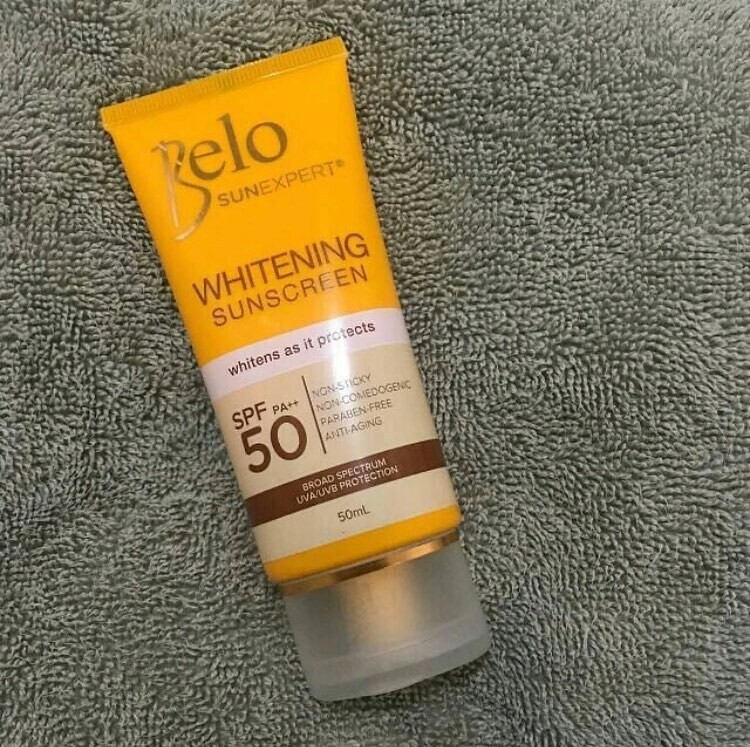 Belo
SUNEXPERT®
WHITENING
SUNSCREEN
whitens as it protects
SPF PA++
50
NON-STICKY
NON-COMEDOGENIC
PARABEN-FREE
ANTI-AGING
BROAD SPECTRUM
UVA/UVB PROTECTION
50mL